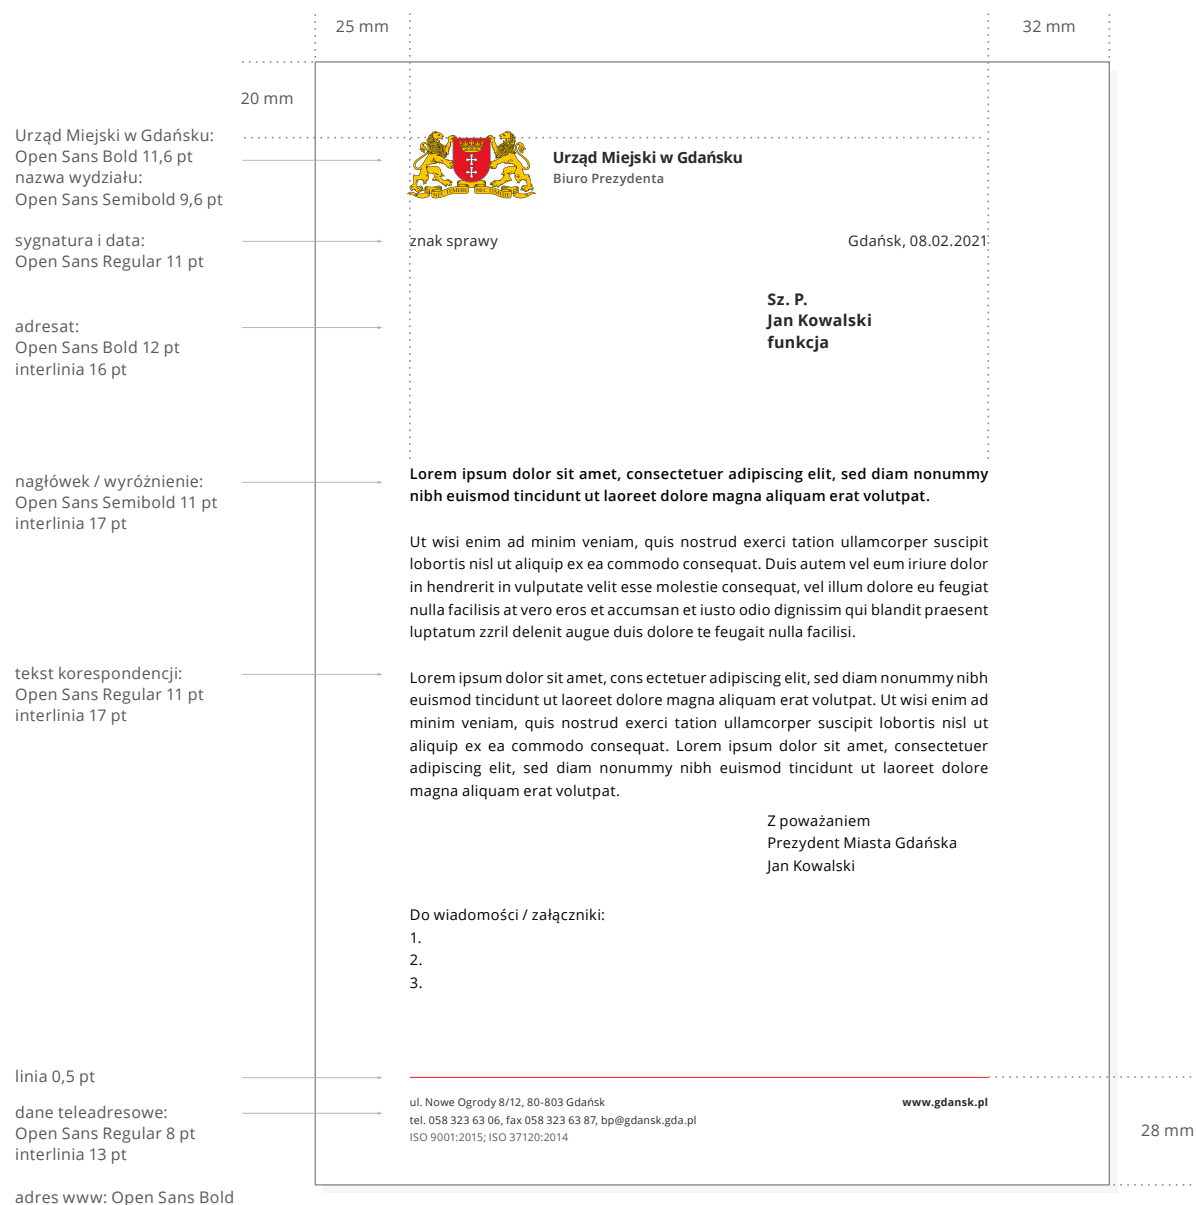 25 mm
32 mm
20 mm
Urząd Miejski w Gdańsku:
Open Sans Bold 11,6 pt
nazwa wydziału:
Open Sans Semibold 9,6 pt
NEC TEMERE NEC TIMIDE
Urząd Miejski w Gdańsku
Biuro Prezydenta
sygnatura i data:
Open Sans Regular 11 pt
znak sprawy
Gdańsk, 08.02.2021
adresat:
Open Sans Bold 12 pt
interlinia 16 pt
Sz. P.
Jan Kowalski
funkcja
nagłówek / wyróżnienie:
Open Sans Semibold 11 pt
interlinia 17 pt
Lorem ipsum dolor sit amet, consectetuer adipiscing elit, sed diam nonummy
nibh euismod tincidunt ut laoreet dolore magna aliquam erat volutpat.
Ut wisi enim ad minim veniam, quis nostrud exerci tation ullamcorper suscipit
lobortis nisl ut aliquip ex ea commodo consequat. Duis autem vel eum iriure dolor
in hendrerit in vulputate velit esse molestie consequat, vel illum dolore eu feugiat
nulla facilisis at vero eros et accumsan et iusto odio dignissim qui blandit praesent
luptatum zzril delenit augue duis dolore te feugait nulla facilisi.
tekst korespondencji:
Open Sans Regular 11 pt
interlinia 17 pt
Lorem ipsum dolor sit amet, cons ectetuer adipiscing elit, sed diam nonummy nibh
euismod tincidunt ut laoreet dolore magna aliquam erat volutpat. Ut wisi enim ad
minim veniam, quis nostrud exerci tation ullamcorper suscipit lobortis nisl ut
aliquip ex ea commodo consequat. Lorem ipsum dolor sit amet, consectetuer
adipiscing elit, sed diam nonummy nibh euismod tincidunt ut laoreet dolore
magna aliquam erat volutpat.
Z poważaniem
Prezydent Miasta Gdańska
Jan Kowalski
Do wiadomości / załączniki:
1.
2.
3.
linia 0,5 pt
dane teleadresowe:
Open Sans Regular 8 pt
interlinia 13 pt
ul. Nowe Ogrody 8/12, 80-803 Gdańsk
tel. 058 323 63 06, fax 058 323 63 87, bp@gdansk.gda.pl
ISO 9001:2015; ISO 37120:2014
www.gdansk.pl
28 mm
adres www: Open Sans Bold